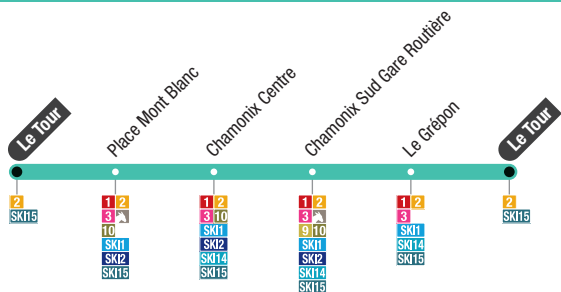 Le Tour
Place Mont Blanc
Chamonix Centre
Chamonix Sud Gare Routière
Le Grépon
Le Tour
2
SKI15
1 2
3
10
SKI1
SKI2
SKI14
SKI15
1 2
3 10
SKI1
SKI2
SKI14
SKI15
1 2
3
9 10
SKI1
SKI2
SKI14
SKI15
1 2
3
SKI1
SKI14
SKI15
2
SKI15